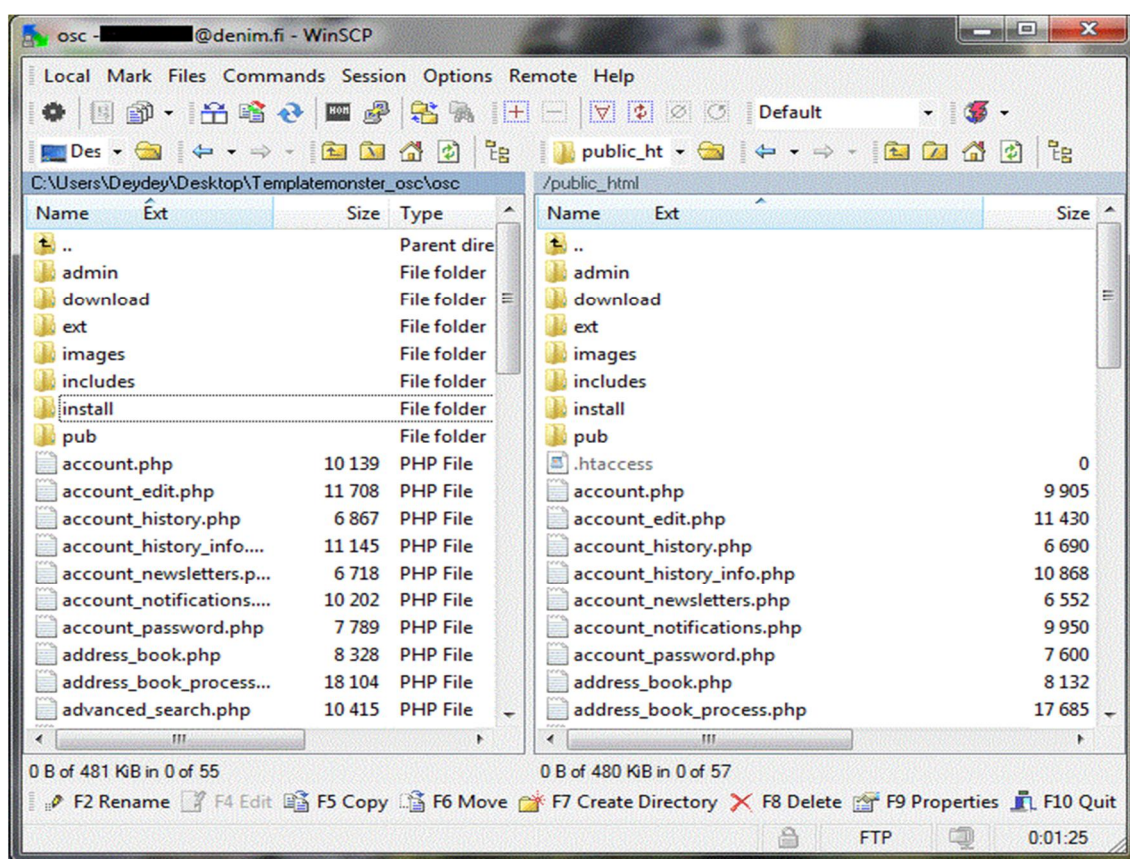 osc - @denim.fi - WinSCP
Local Mark Files Commands Session Options Remote Help
Default
Des public_ht
C:\Users\Deydey\Desktop\Templatemonster_osc\osc /public_html
Name Ext Size Type Name Ext Size
.. Parent dire ..
admin File folder admin
download File folder download
ext File folder ext
images File folder images
includes File folder includes
install File folder install
pub File folder pub
account.php 10 139 PHP File .htaccess 0
account_edit.php 11 708 PHP File account.php 9 905
account_history.php 6 867 PHP File account_edit.php 11 430
account_history_info.... 11 145 PHP File account_history.php 6 690
account_newsletters.p... 6 718 PHP File account_history_info.php 10 868
account_notifications.... 10 202 PHP File account_newsletters.php 6 552
account_password.php 7 789 PHP File account_notifications.php 9 950
address_book.php 8 328 PHP File account_password.php 7 600
address_book_process... 18 104 PHP File address_book.php 8 132
advanced_search.php 10 415 PHP File address_book_process.php 17 685
0 B of 481 KiB in 0 of 55 0 B of 480 KiB in 0 of 57
F2 Rename F4 Edit F5 Copy F6 Move F7 Create Directory F8 Delete F9 Properties F10 Quit
FTP 0:01:25